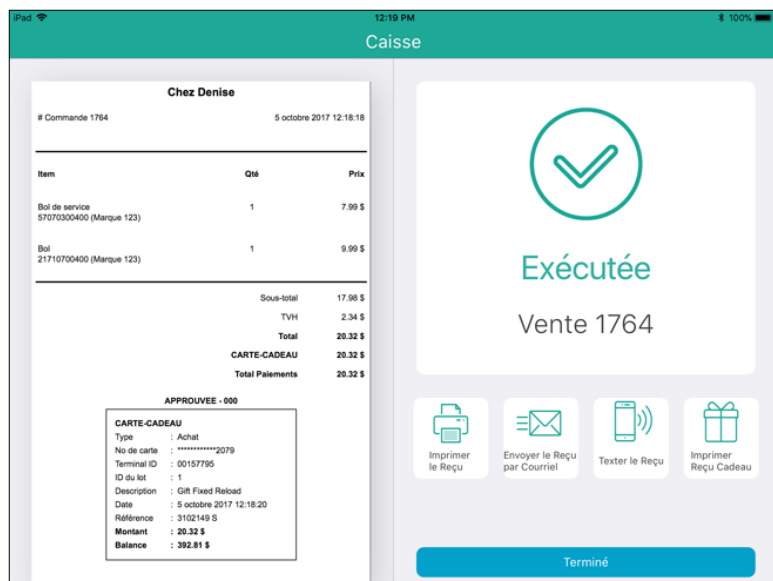 iPad 12:19 PM 100%
Caisse
Chez Denise
# Commande 1764 5 octobre 2017 12:18:18
Item Qté Prix
Bol de service 1 7.99 $
57070300400 (Marque 123)
Bol 1 9.99 $
21710700400 (Marque 123)
Sous-total 17.98 $
TVH 2.34 $
Total 20.32 $
CARTE-CADEAU 20.32 $
Total Paiements 20.32 $
APPROUVEE - 000
CARTE-CADEAU
Type : Achat
No de carte : ************2079
Terminal ID : 00157795
ID du lot : 1
Description : Gift Fixed Reload
Date : 5 octobre 2017 12:18:20
Référence : 3102149 S
Montant : 20.32 $
Balance : 392.81 $
Exécutée
Vente 1764
Imprimer
le Reçu
Envoyer le Reçu
par Courriel
Texter le Reçu
Imprimer
Reçu Cadeau
Terminé